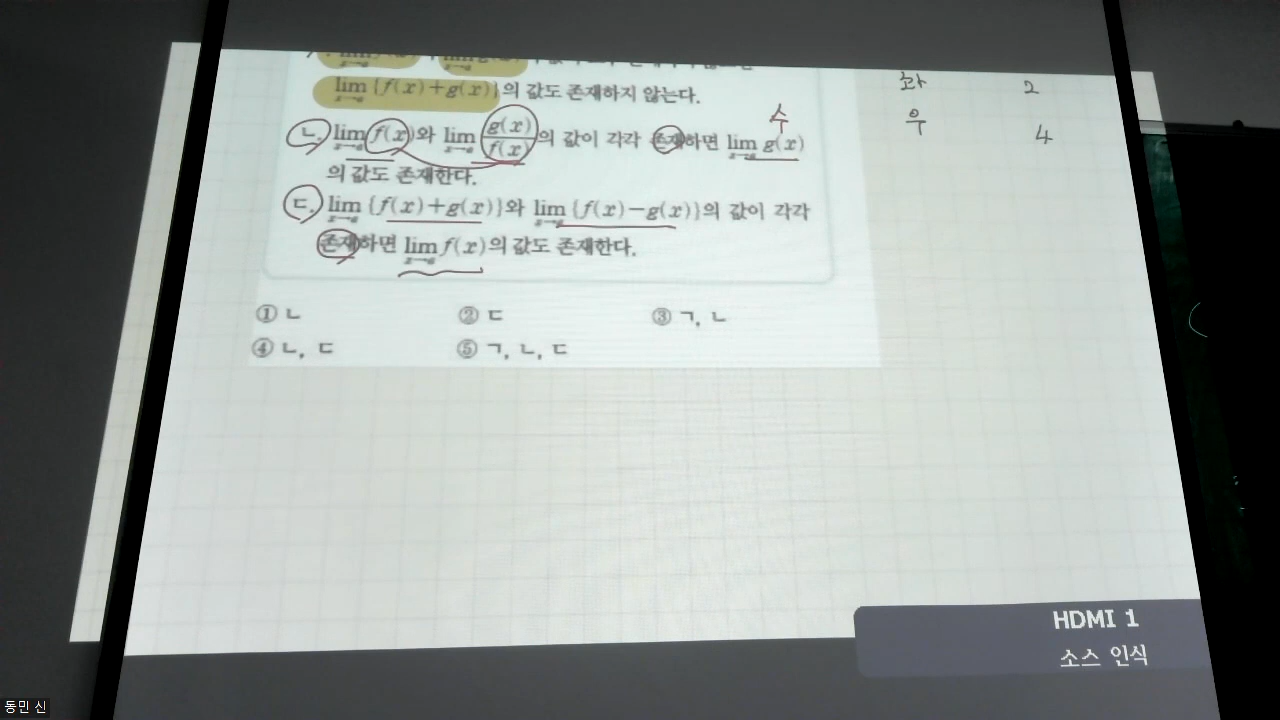 lim {f(x)+g(x)}의 값도 존재하지 않는다.
화 2
우 4
수
ㄴ. lim f(x)와 lim g(x)/f(x)의 값이 각각 존재하면 lim g(x)
의 값도 존재한다.
ㄷ. lim {f(x)+g(x)}와 lim {f(x)-g(x)}의 값이 각각
존재하면 lim f(x)의 값도 존재한다.
① ㄴ ② ㄷ ③ ㄱ, ㄴ
④ ㄴ, ㄷ ⑤ ㄱ, ㄴ, ㄷ
HDMI 1
소스 인식
동민 신